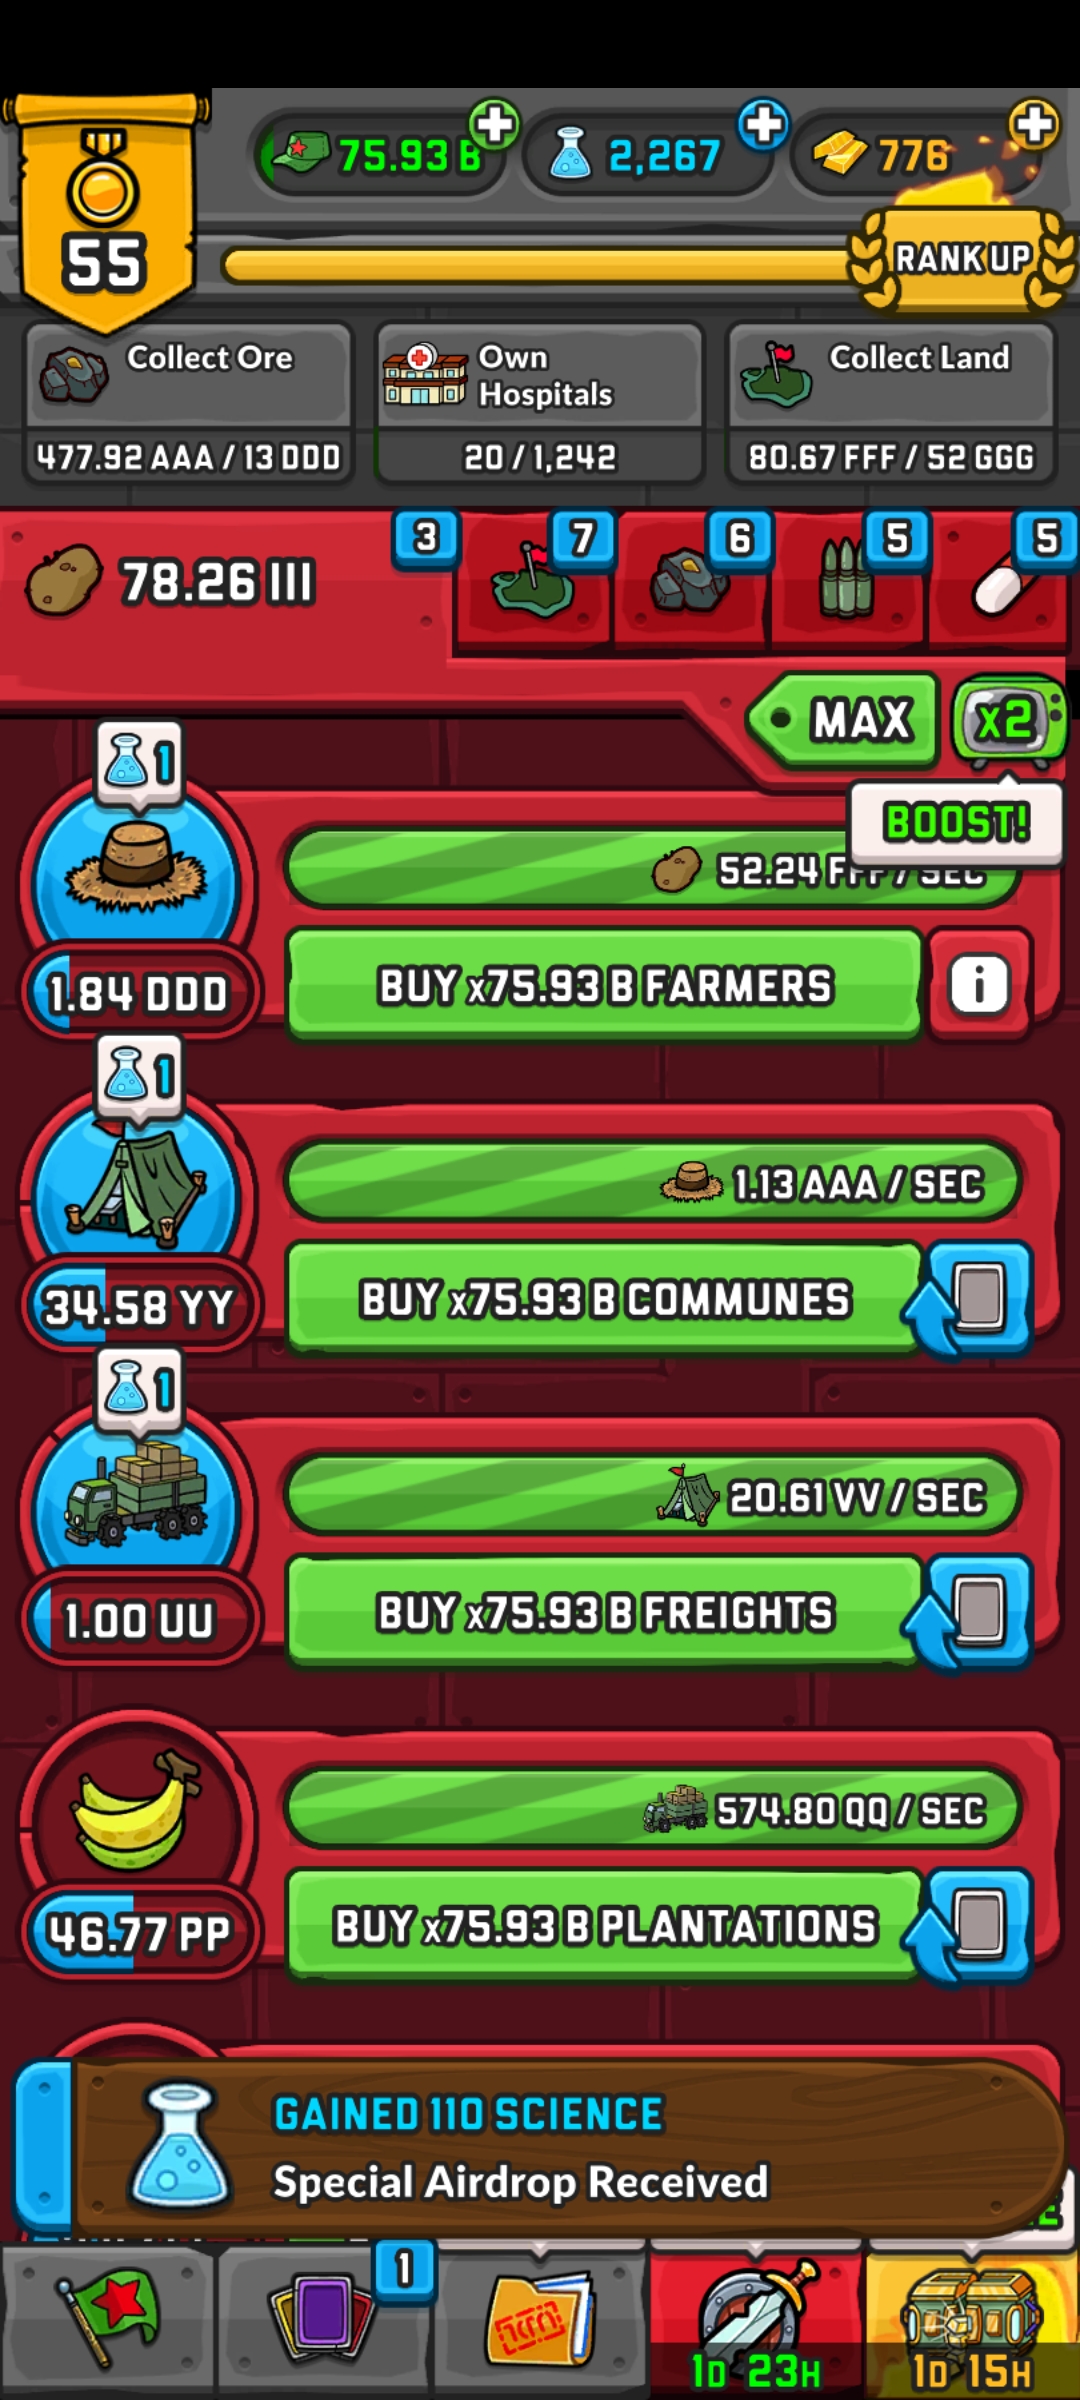 75.93 B
2,267
776
55
RANK UP
Collect Ore
477.92 AAA / 13 DDD
Own
Hospitals
20 / 1,242
Collect Land
80.67 FFF / 52 GGG
78.26 III
3
7
6
5
5
MAX
x2
BOOST!
1
52.24 FFF / SEC
1.84 DDD
BUY x75.93 B FARMERS
i
1
1.13 AAA / SEC
34.58 YY
BUY x75.93 B COMMUNES
1
20.61 VV / SEC
1.00 UU
BUY x75.93 B FREIGHTS
574.80 QQ / SEC
46.77 PP
BUY x75.93 B PLANTATIONS
GAINED 110 SCIENCE
Special Airdrop Received
1
1D 23H
1D 15H